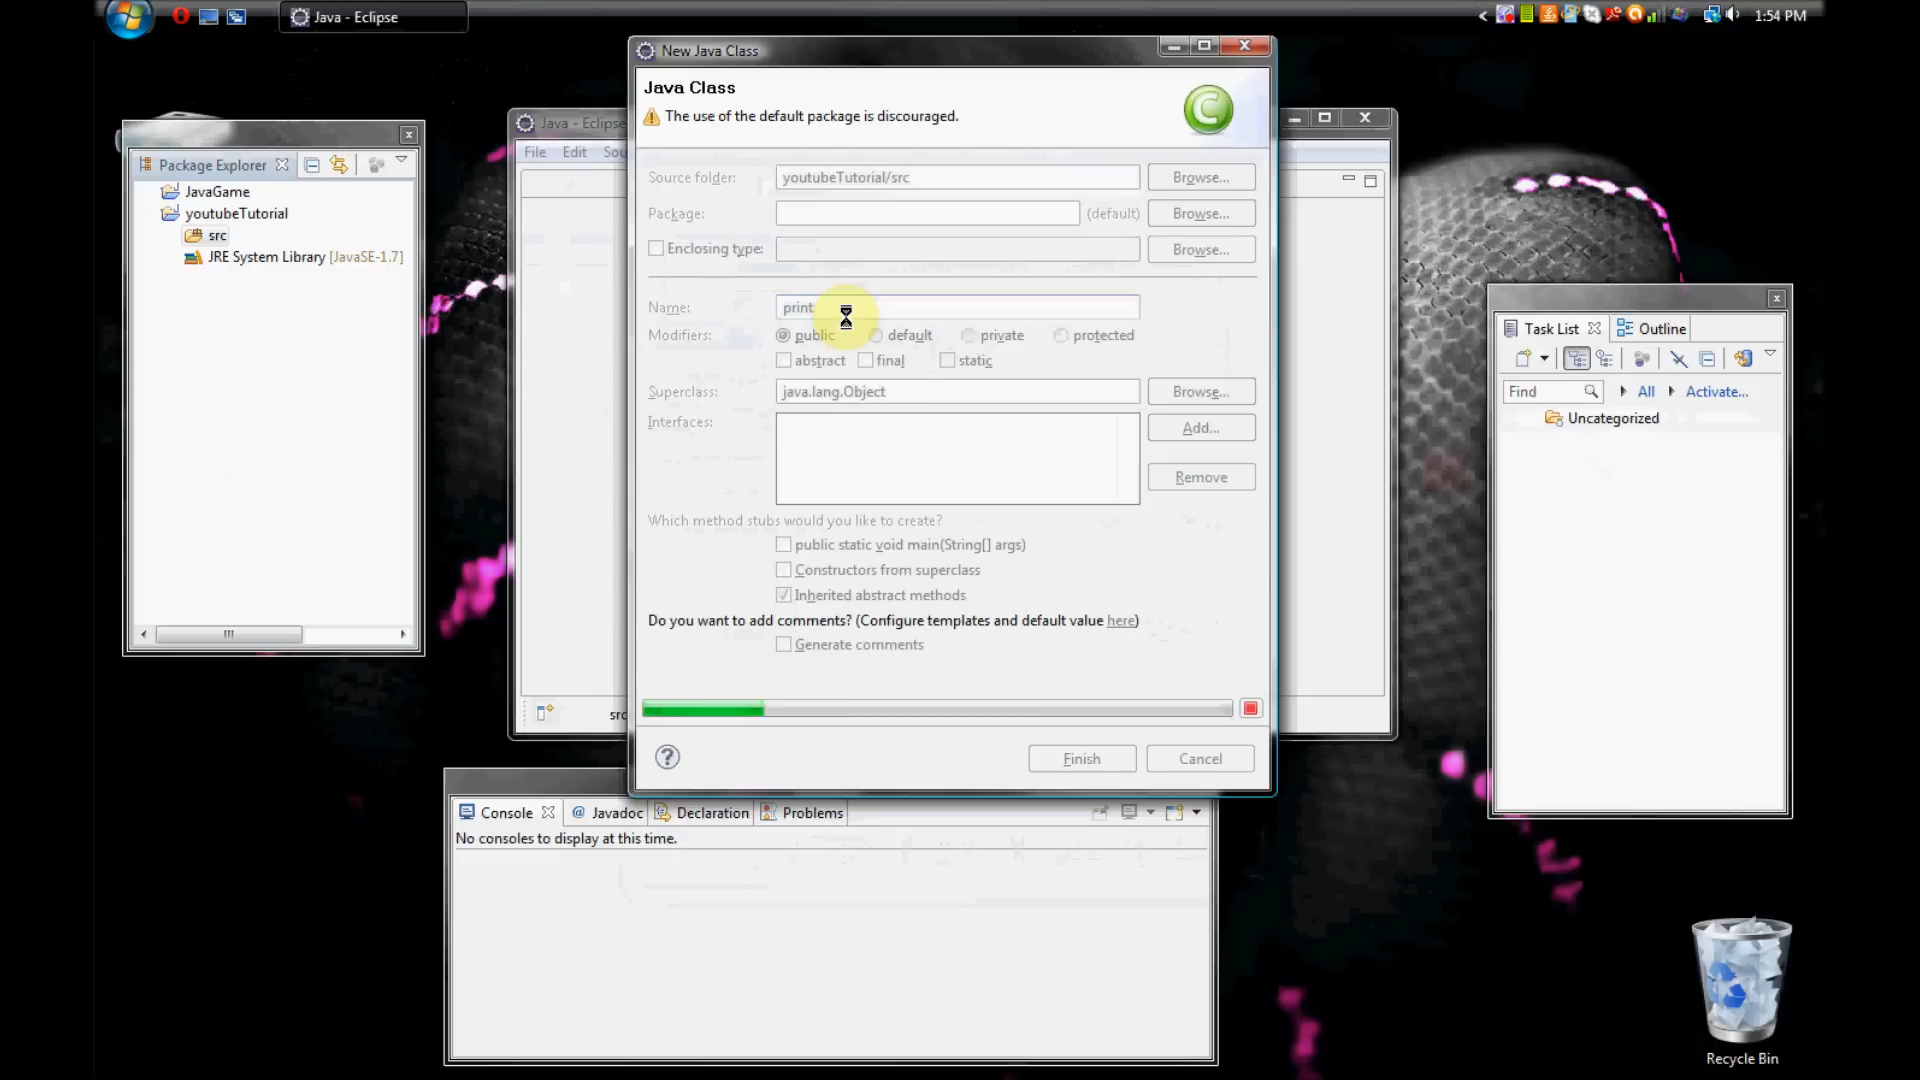 Java - Eclipse
< 1:54 PM
New Java Class
Java Class
The use of the default package is discouraged.
Source folder: youtubeTutorial/src Browse...
Package: (default) Browse...
Enclosing type: Browse...
Name: print
Modifiers: public default private protected
abstract final static
Superclass: java.lang.Object Browse...
Interfaces: Add...
Remove
Which method stubs would you like to create?
public static void main(String[] args)
Constructors from superclass
Inherited abstract methods
Do you want to add comments? (Configure templates and default value here)
Generate comments
Finish Cancel
Java - Eclipse
File Edit Sou
src
Package Explorer
JavaGame
youtubeTutorial
src
JRE System Library [JavaSE-1.7]
Task List Outline
Find All Activate...
Uncategorized
Console @ Javadoc Declaration Problems
No consoles to display at this time.
Recycle Bin